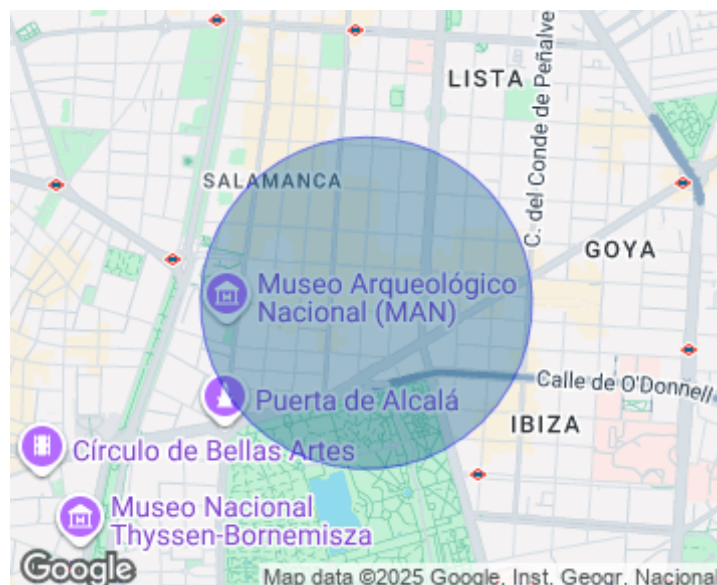 LISTA
C. del Conde de Peñalve
SALAMANCA
GOYA
Museo Arqueológico
Nacional (MAN)
Calle de O'Donnell
Puerta de Alcalá
IBIZA
Círculo de Bellas Artes
Museo Nacional
Thyssen-Bornemisza
Google
Map data ©2025 Google, Inst. Geogr. Nacional